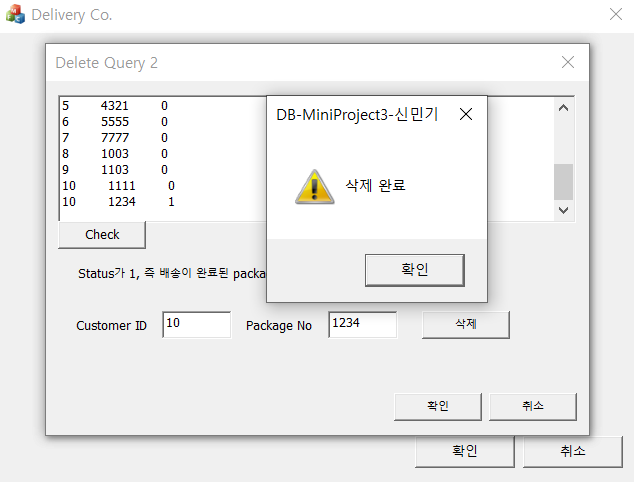 Delivery Co.
Delete Query 2
5 4321 0
6 5555 0
7 7777 0
8 1003 0
9 1103 0
10 1111 0
10 1234 1
Check
Status가 1, 즉 배송이 완료된
Customer ID 10 Package No 1234 삭제
확인 취소
확인 취소
DB-MiniProject3-신민기
삭제 완료
확인